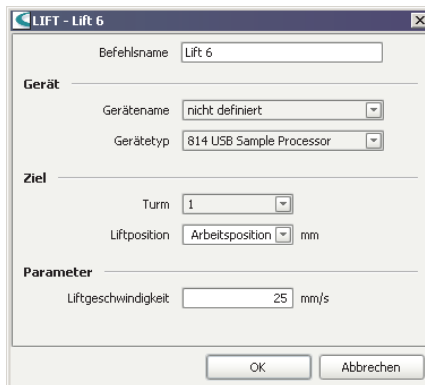 LIFT - Lift 6
Befehlsname Lift 6
Gerät
Gerätename nicht definiert
Gerätetyp 814 USB Sample Processor
Ziel
Turm 1
Liftposition Arbeitsposition mm
Parameter
Liftgeschwindigkeit 25 mm/s
OK Abbrechen